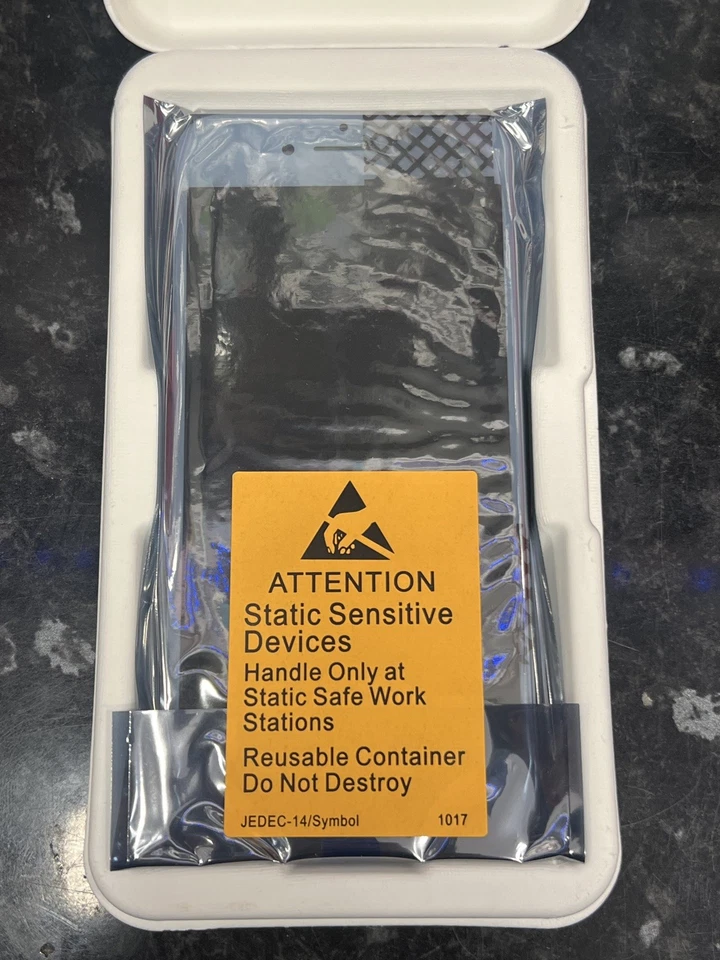 ATTENTION
Static Sensitive
Devices
Handle Only at
Static Safe Work
Stations
Reusable Container
Do Not Destroy
JEDEC-14/Symbol 1017